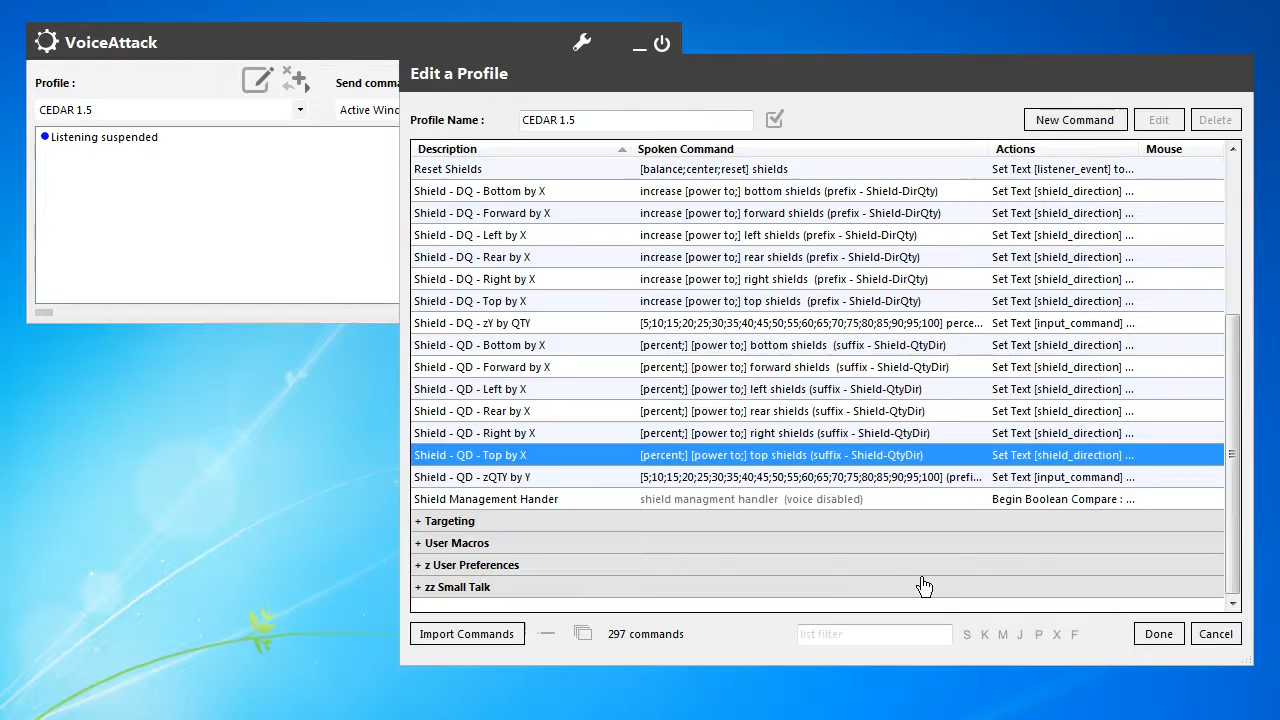 VoiceAttack
Profile :
Send comma
CEDAR 1.5
Active Winc
Listening suspended
Edit a Profile
Profile Name :
CEDAR 1.5
New Command
Edit
Delete
Description Spoken Command Actions Mouse
Reset Shields [balance;center;reset] shields Set Text [listener_event] to...
Shield - DQ - Bottom by X increase [power to;] bottom shields (prefix - Shield-DirQty) Set Text [shield_direction] ...
Shield - DQ - Forward by X increase [power to;] forward shields (prefix - Shield-DirQty) Set Text [shield_direction] ...
Shield - DQ - Left by X increase [power to;] left shields (prefix - Shield-DirQty) Set Text [shield_direction] ...
Shield - DQ - Rear by X increase [power to;] rear shields (prefix - Shield-DirQty) Set Text [shield_direction] ...
Shield - DQ - Right by X increase [power to;] right shields (prefix - Shield-DirQty) Set Text [shield_direction] ...
Shield - DQ - Top by X increase [power to;] top shields (prefix - Shield-DirQty) Set Text [shield_direction] ...
Shield - DQ - zY by QTY [5;10;15;20;25;30;35;40;45;50;55;60;65;70;75;80;85;90;95;100] perce... Set Text [input_command] ...
Shield - QD - Bottom by X [percent;] [power to;] bottom shields (suffix - Shield-QtyDir) Set Text [shield_direction] ...
Shield - QD - Forward by X [percent;] [power to;] forward shields (suffix - Shield-QtyDir) Set Text [shield_direction] ...
Shield - QD - Left by X [percent;] [power to;] left shields (suffix - Shield-QtyDir) Set Text [shield_direction] ...
Shield - QD - Rear by X [percent;] [power to;] rear shields (suffix - Shield-QtyDir) Set Text [shield_direction] ...
Shield - QD - Right by X [percent;] [power to;] right shields (suffix - Shield-QtyDir) Set Text [shield_direction] ...
Shield - QD - Top by X [percent;] [power to;] top shields (suffix - Shield-QtyDir) Set Text [shield_direction] ...
Shield - QD - zQTY by Y [5;10;15;20;25;30;35;40;45;50;55;60;65;70;75;80;85;90;95;100] (prefi... Set Text [input_command] ...
Shield Management Hander shield managment handler (voice disabled) Begin Boolean Compare : ...
+ Targeting
+ User Macros
+ z User Preferences
+ zz Small Talk
Import Commands
297 commands
list filter
S K M J P X F
Done
Cancel